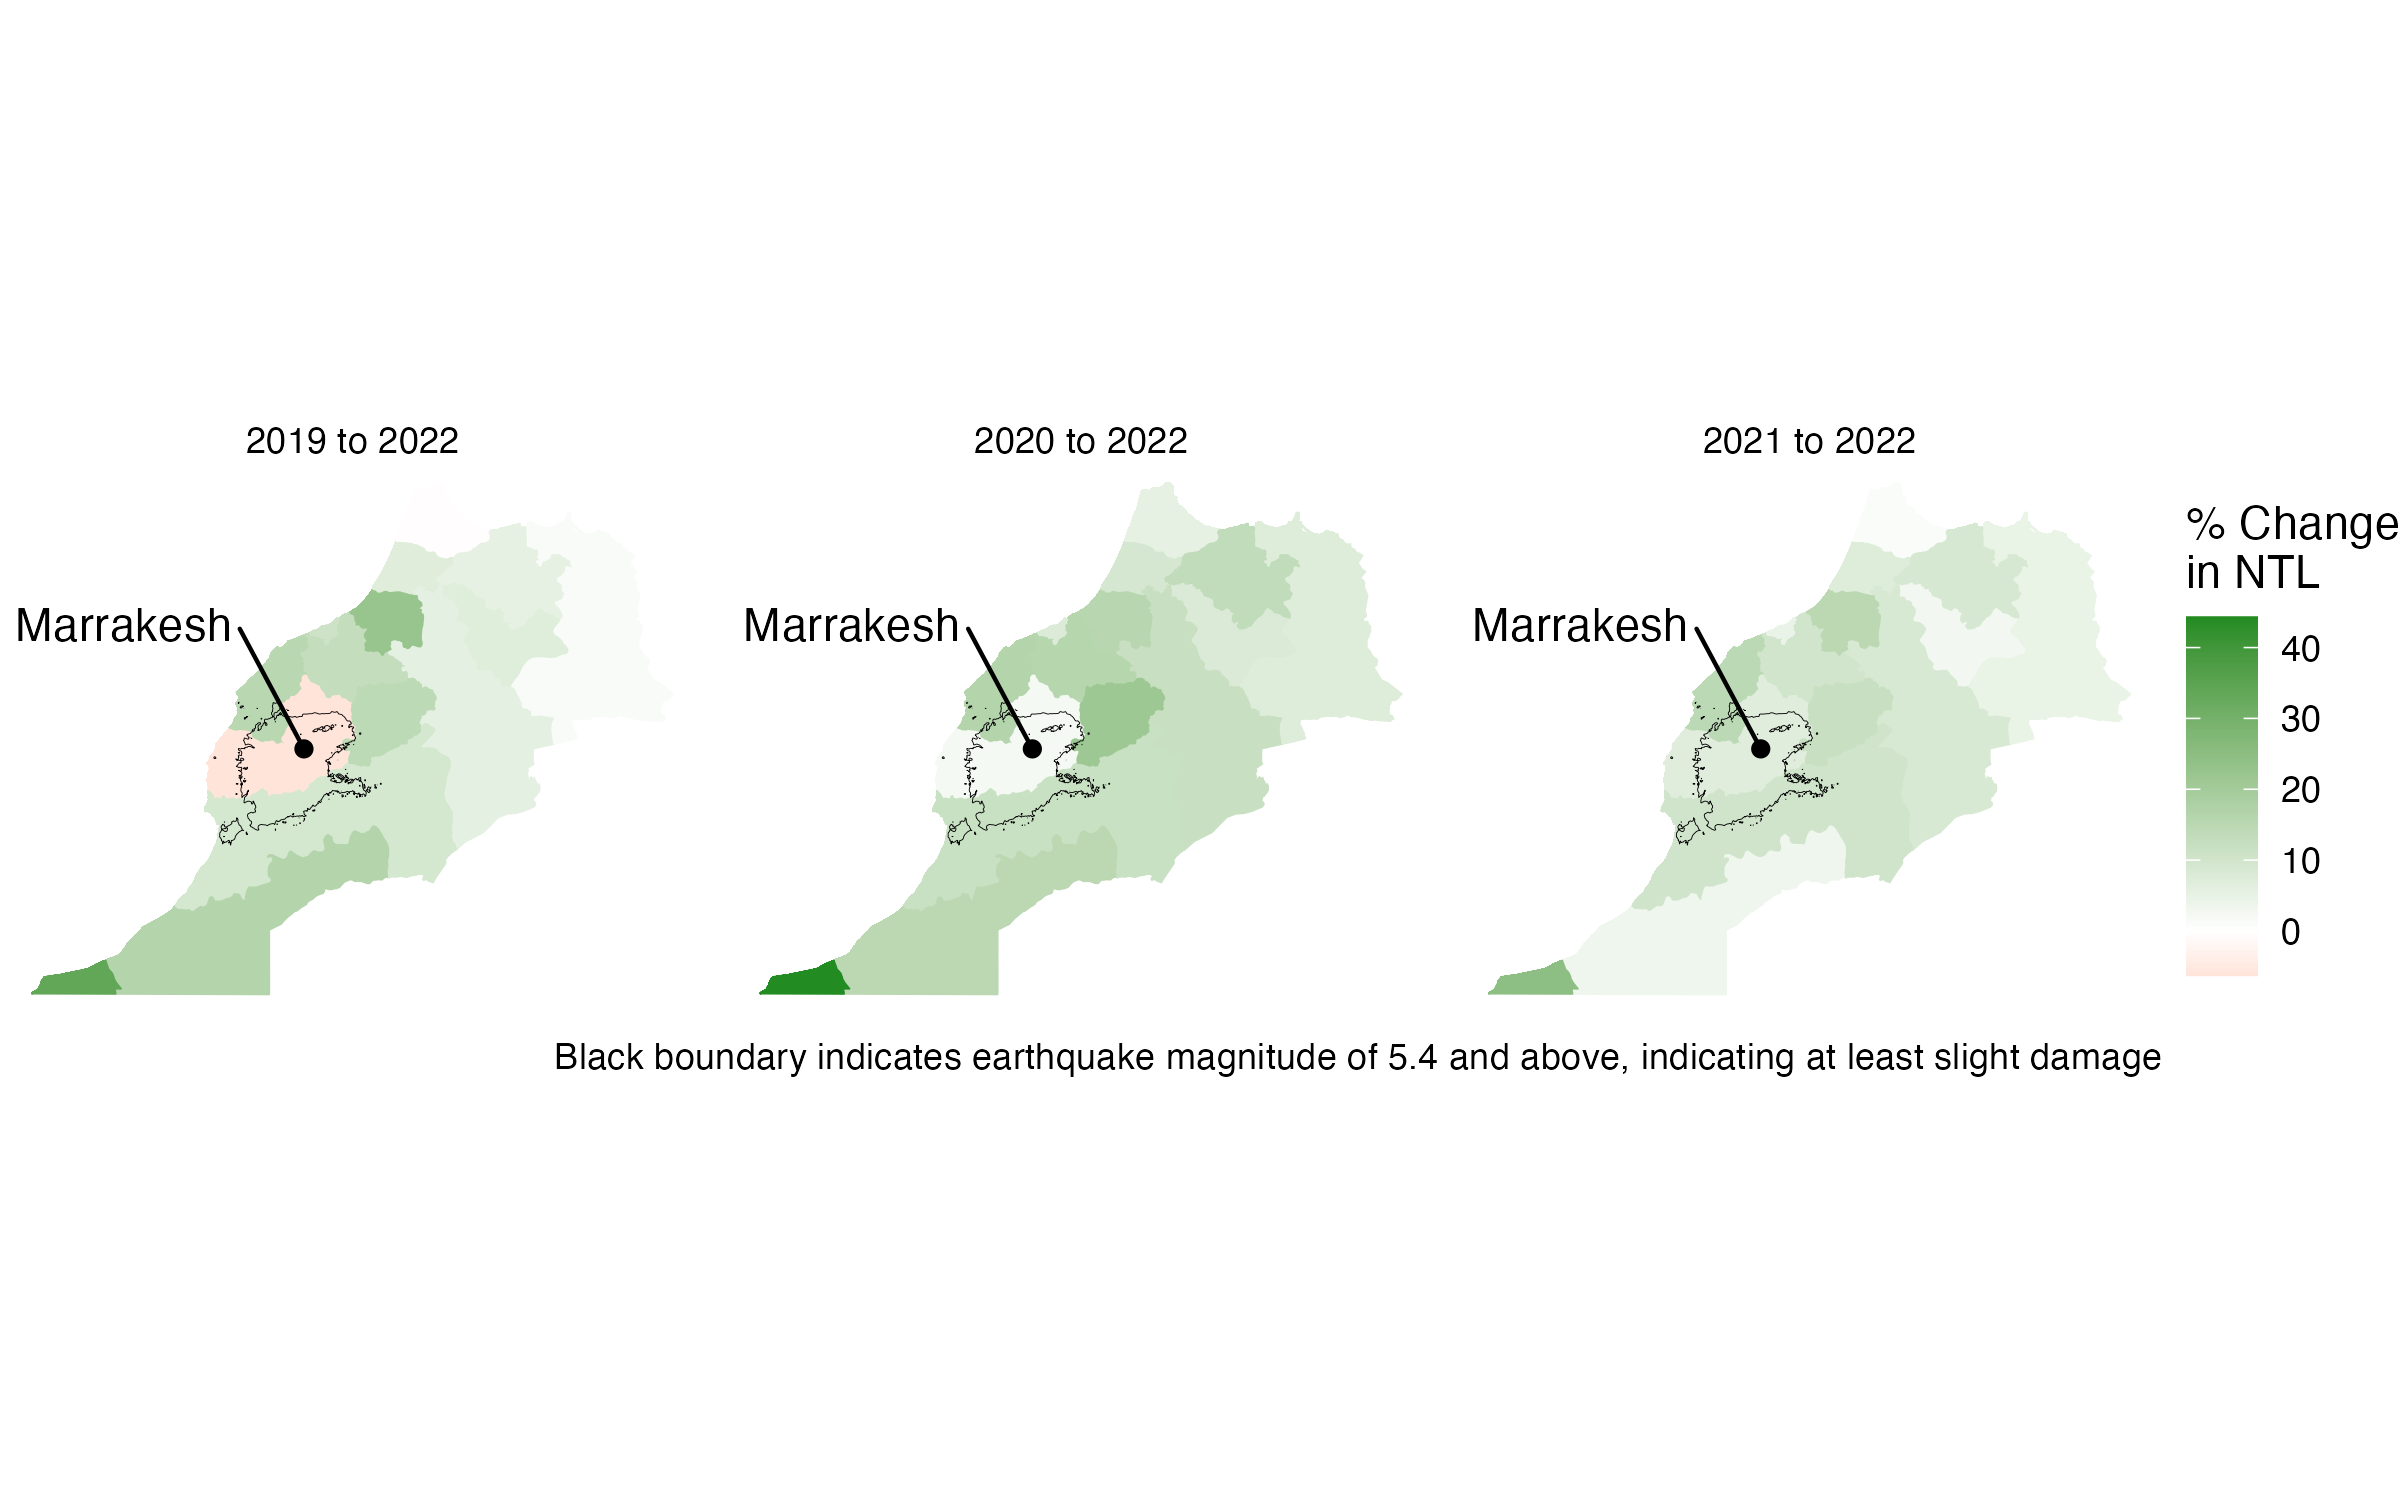 2019 to 2022
2020 to 2022
2021 to 2022
Marrakesh
Marrakesh
Marrakesh
% Change
in NTL
40
30
20
10
0
Black boundary indicates earthquake magnitude of 5.4 and above, indicating at least slight damage